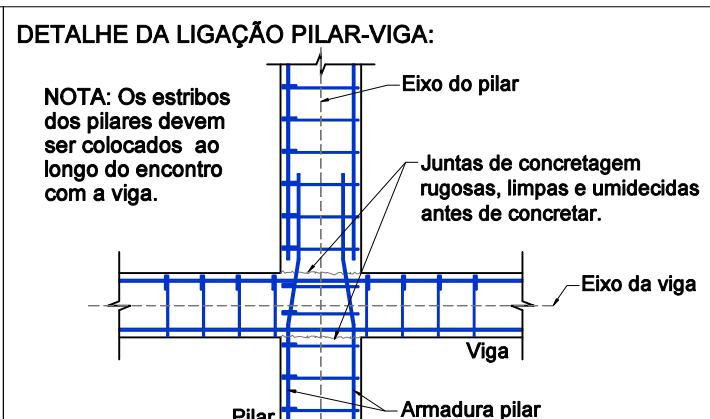 DETALHE DA LIGAÇÃO PILAR-VIGA:
NOTA: Os estribos
dos pilares devem
ser colocados ao
longo do encontro
com a viga.
Eixo do pilar
Juntas de concretagem
rugosas, limpas e umidecidas
antes de concretar.
Eixo da viga
Viga
Armadura pilar
Pilar